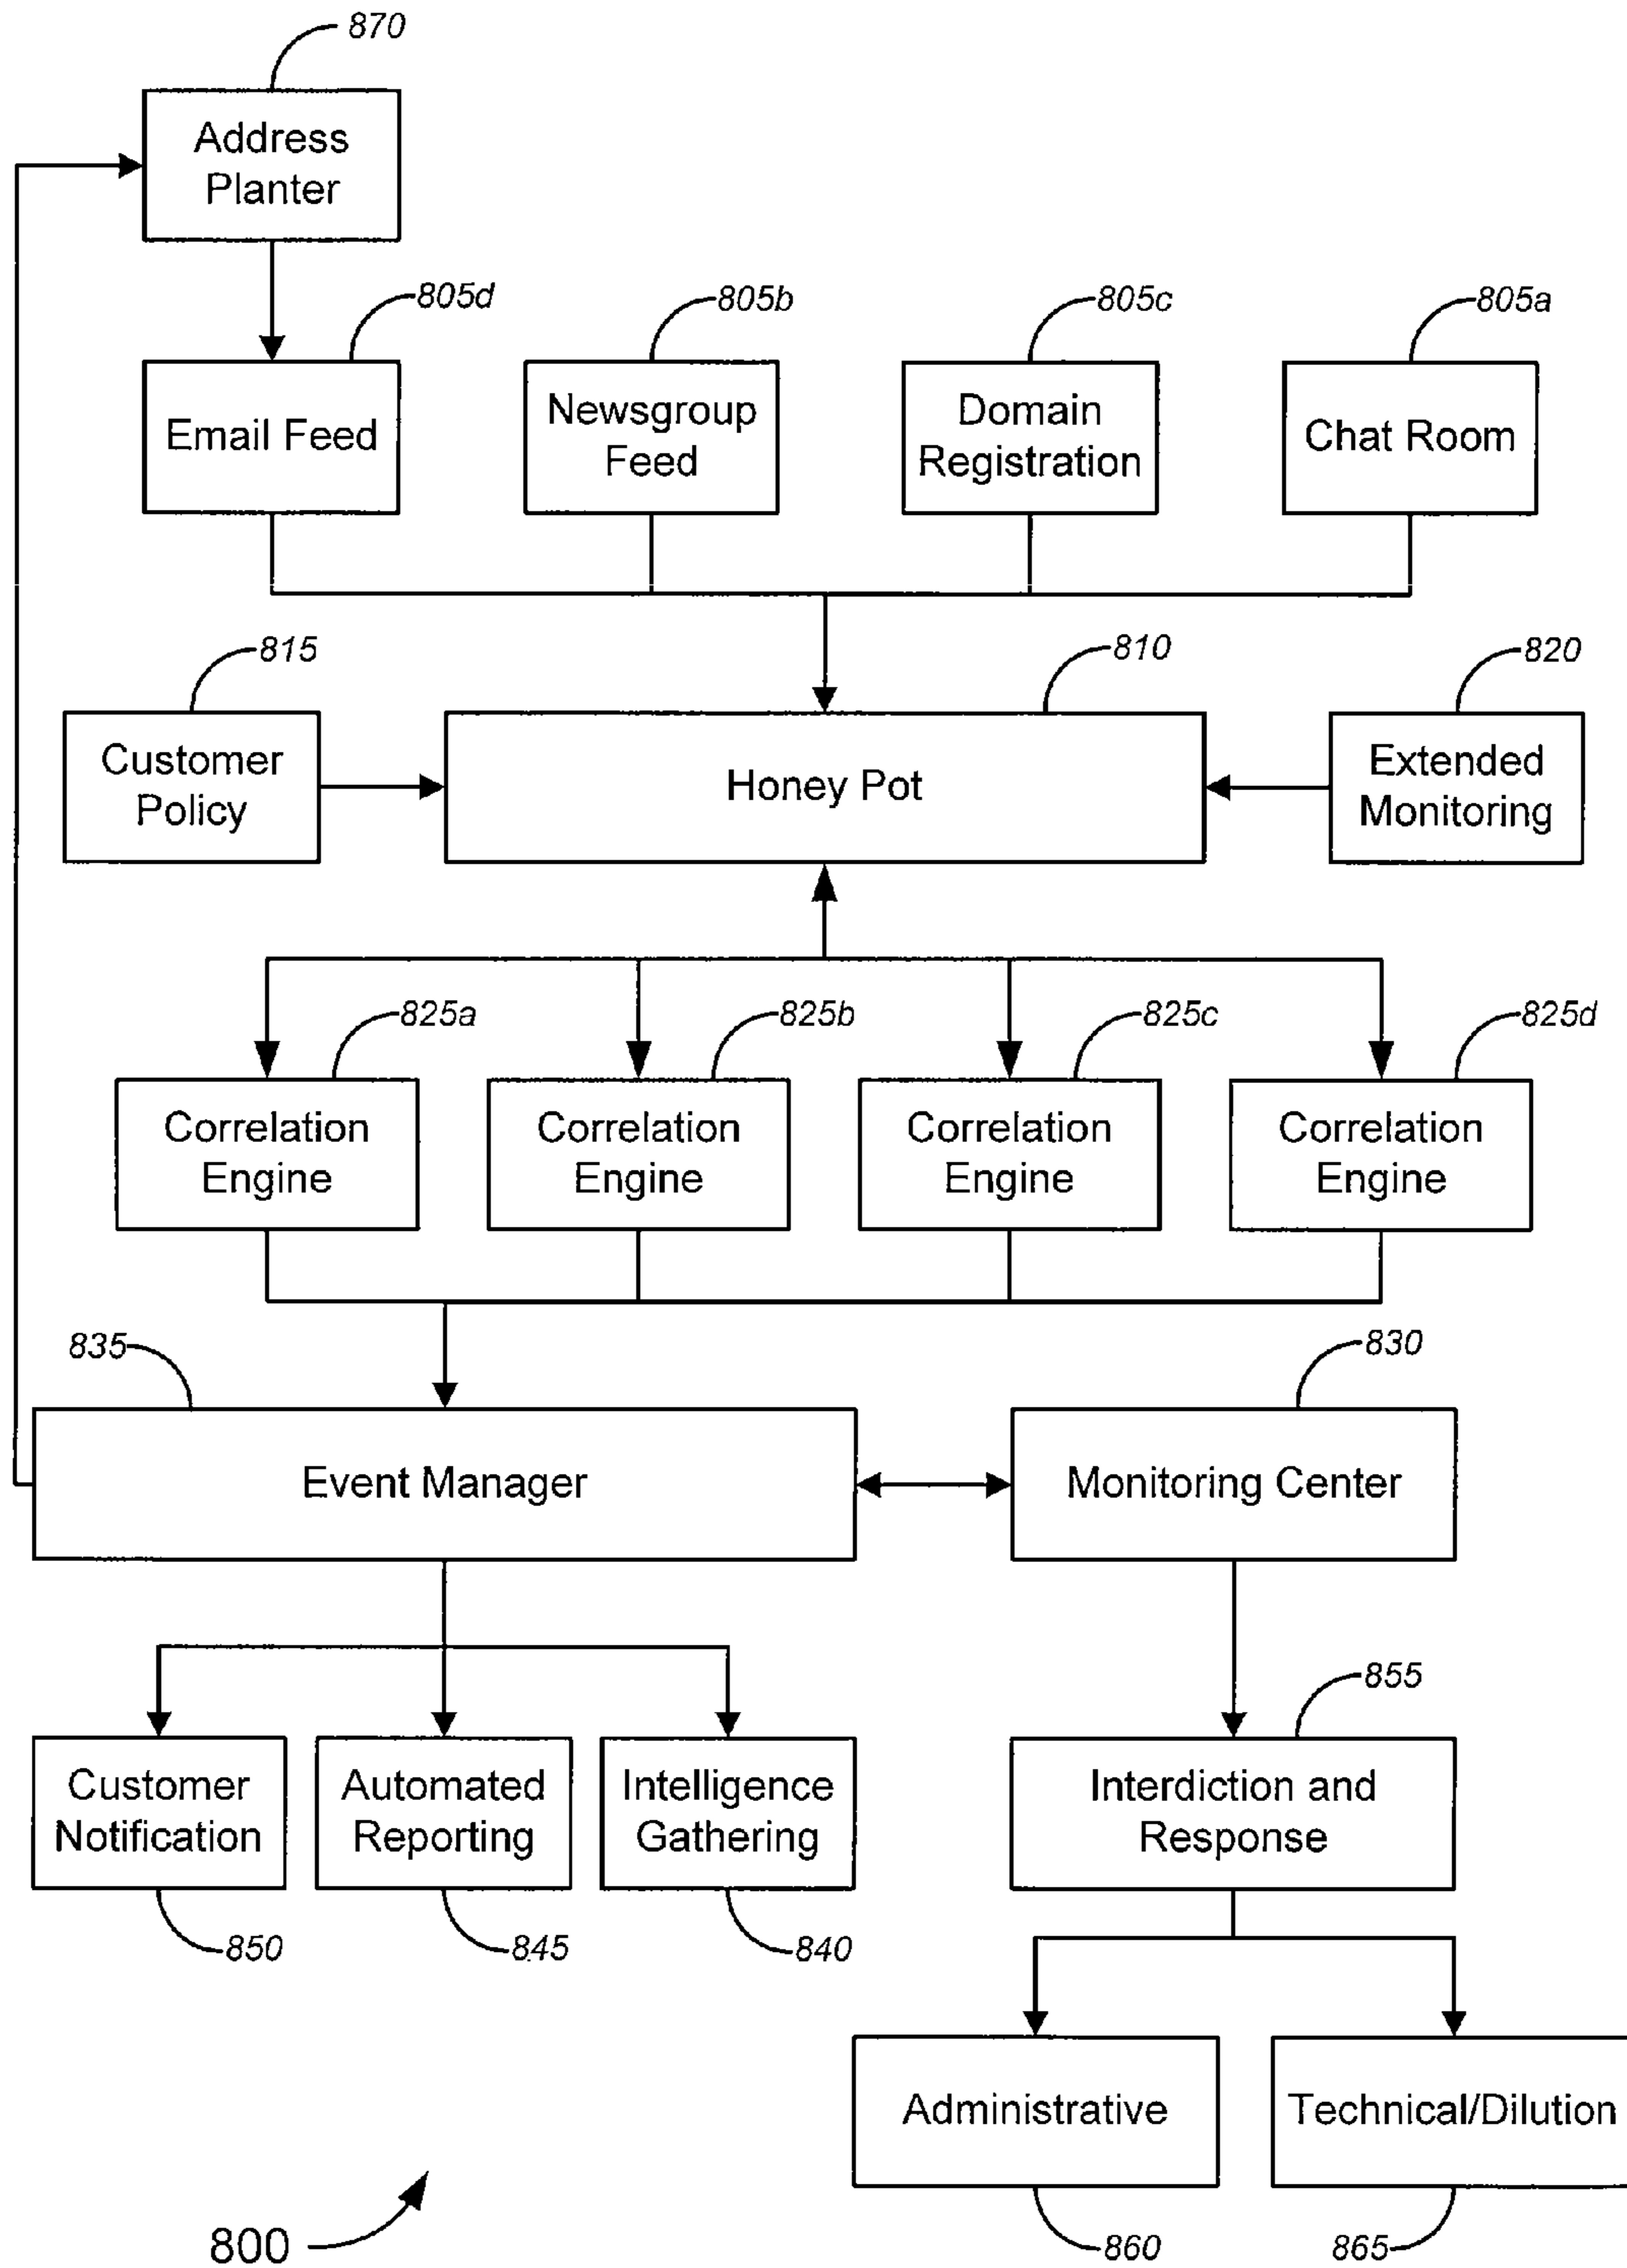 870
Address
Planter
805d
805b
805c
805a
Email Feed
Newsgroup
Feed
Domain
Registration
Chat Room
815
810
820
Customer
Policy
Honey Pot
Extended
Monitoring
825a
825b
825c
825d
Correlation
Engine
Correlation
Engine
Correlation
Engine
Correlation
Engine
835
830
Event Manager
Monitoring Center
855
Customer
Notification
Automated
Reporting
Intelligence
Gathering
Interdiction and
Response
850
845
840
Administrative
Technical/Dilution
800
860
865